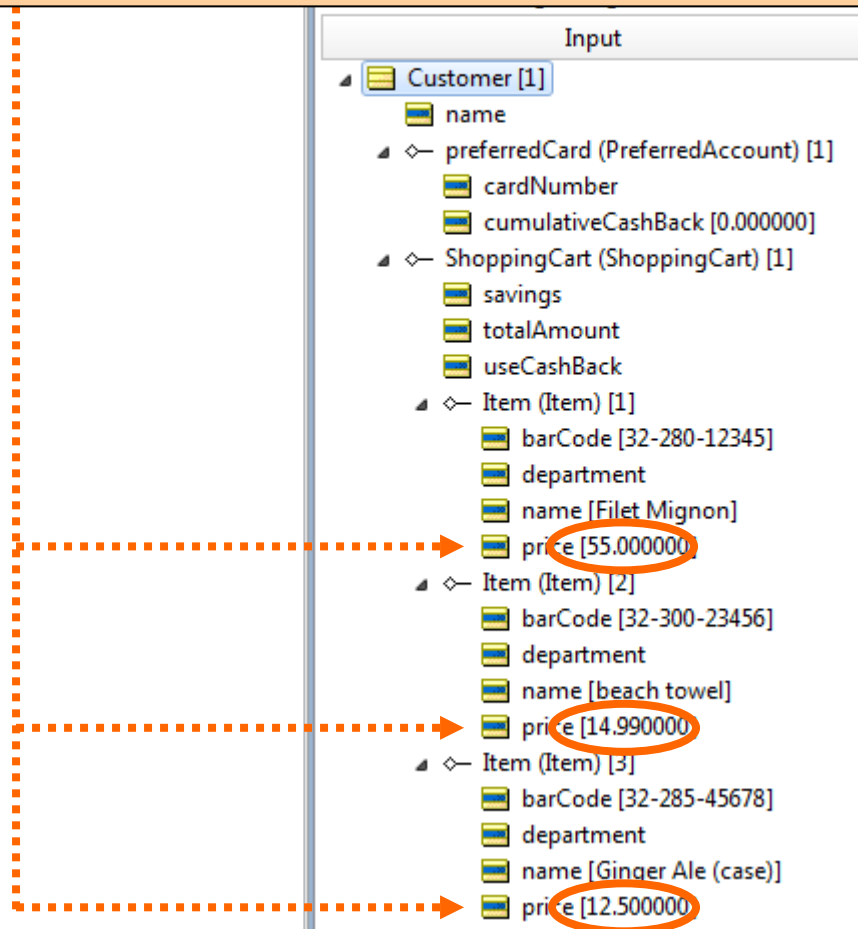 Input
Customer [1]
name
preferredCard (PreferredAccount) [1]
cardNumber
cumulativeCashBack [0.000000]
ShoppingCart (ShoppingCart) [1]
savings
totalAmount
useCashBack
Item (Item) [1]
barCode [32-280-12345]
department
name [Filet Mignon]
price [55.000000]
Item (Item) [2]
barCode [32-300-23456]
department
name [beach towel]
price [14.990000]
Item (Item) [3]
barCode [32-285-45678]
department
name [Ginger Ale (case)]
price [12.500000]